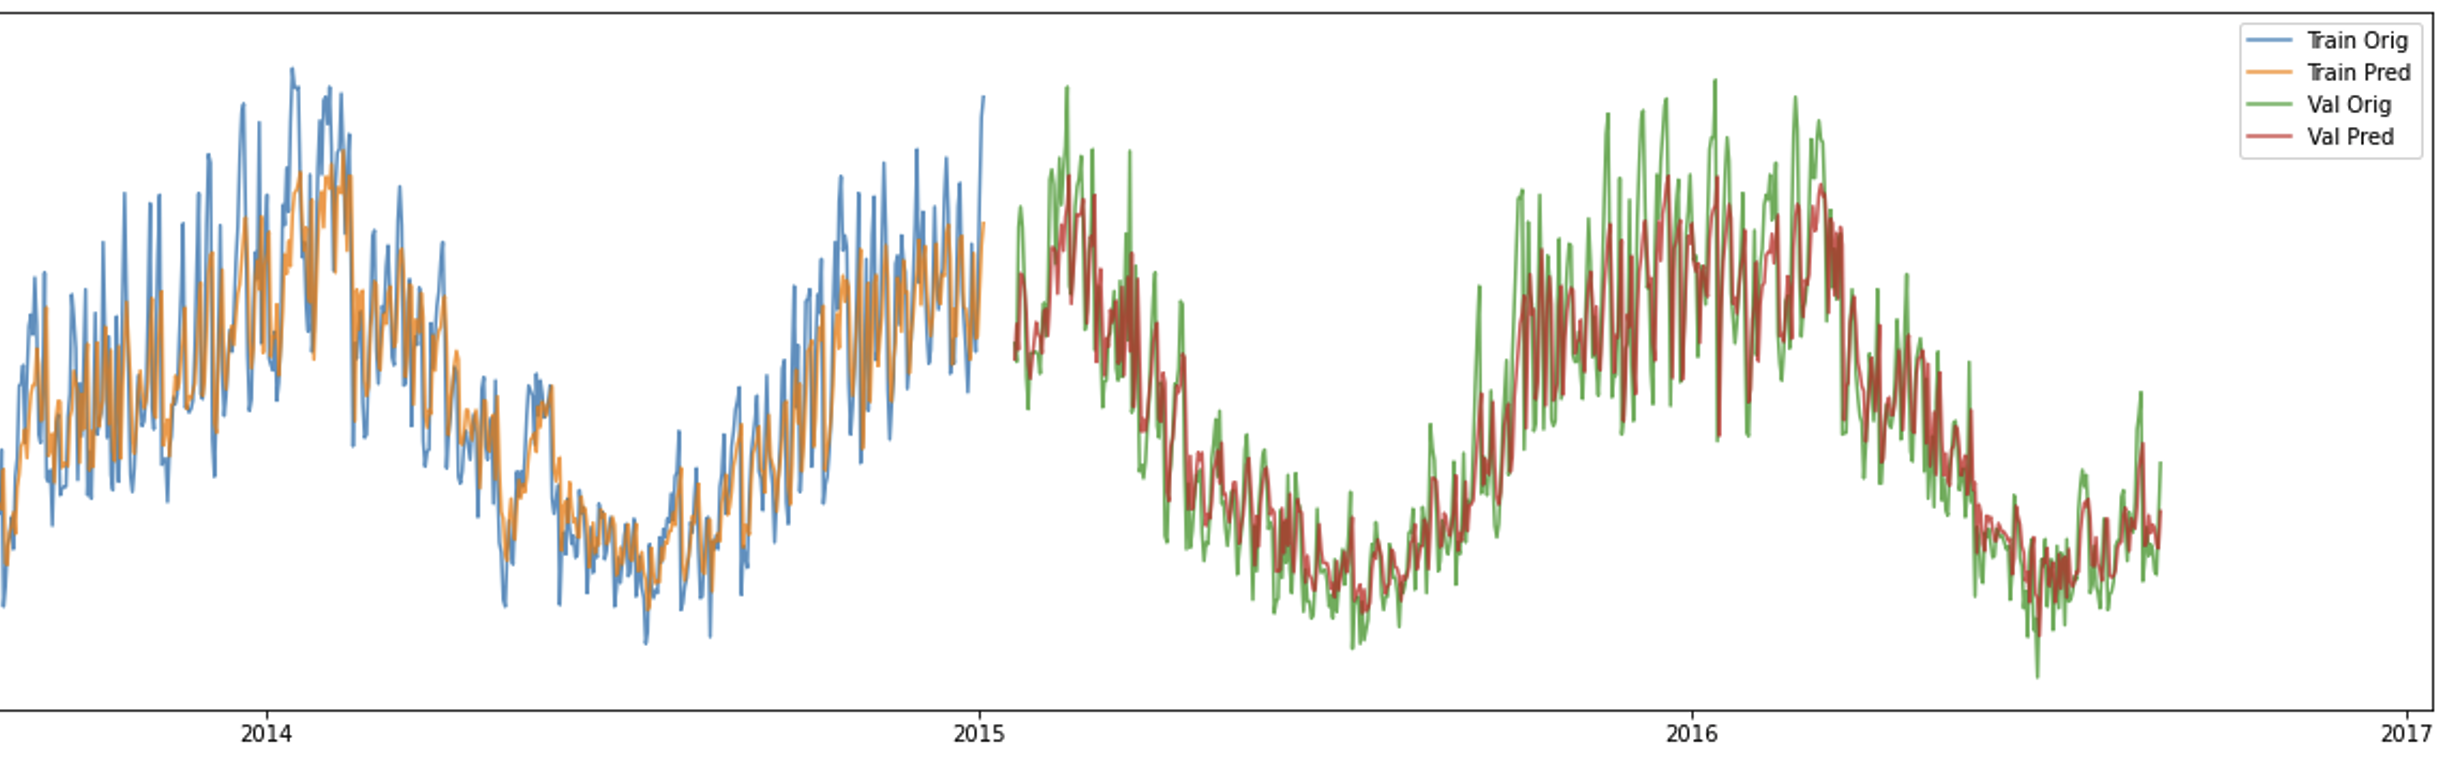 Train Orig
Train Pred
Val Orig
Val Pred
2014
2015
2016
2017